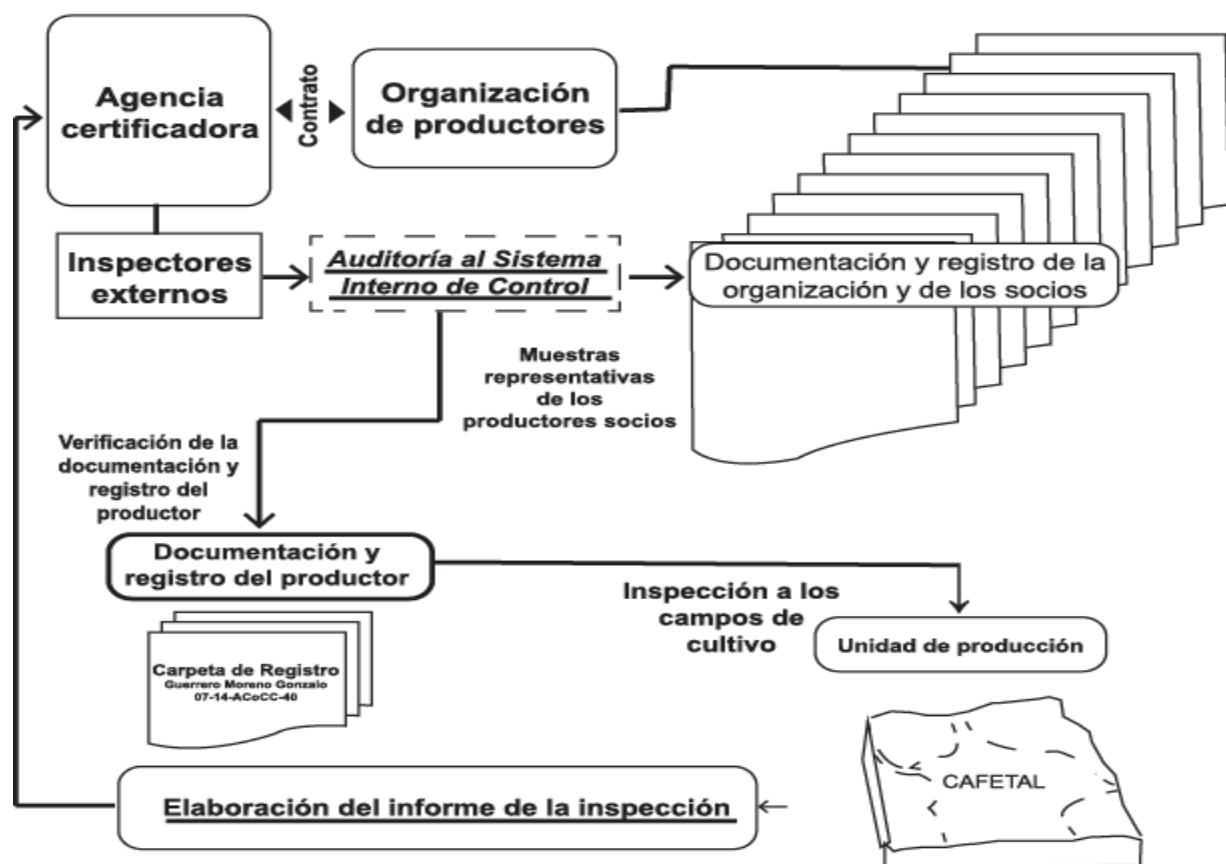 Agencia
certificadora
Contrato
Organización
de productores
Inspectores
externos
Auditoría al Sistema
Interno de Control
Documentación y registro de la
organización y de los socios
Muestras
representativas
de los
productores socios
Verificación de la
documentación y
registro del
productor
Documentación y
registro del productor
Inspección a los
campos de
cultivo
Unidad de producción
Carpeta de Registro
Guerrero Moreno Gonzalo
07-14-ACoCC-40
CAFETAL
Elaboración del informe de la inspección